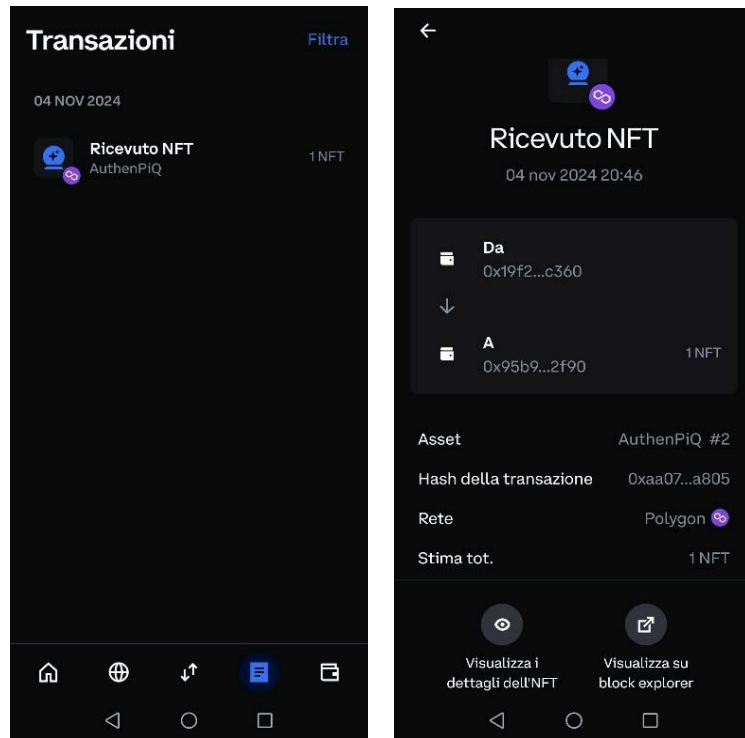 Transazioni
Filtra
04 NOV 2024
Ricevuto NFT
AuthenPiQ
1 NFT
Ricevuto NFT
04 nov 2024 20:46
Da
0x19f2...c360
A
0x95b9...2f90
1 NFT
Asset AuthenPiQ #2
Hash della transazione 0xaa07...a805
Rete Polygon
Stima tot. 1 NFT
Visualizza i
dettagli dell'NFT
Visualizza su
block explorer